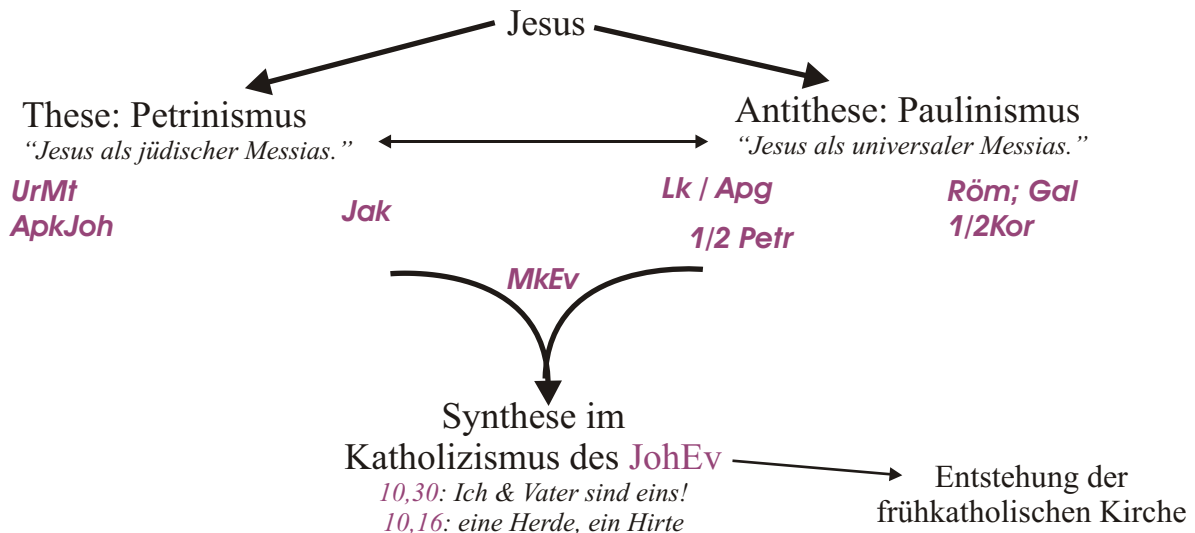 Jesus
These: Petrinismus
“Jesus als jüdischer Messias.”
Antithese: Paulinismus
“Jesus als universaler Messias.”
UrMt
ApkJoh
Jak
Lk / Apg
1/2 Petr
Röm; Gal
1/2Kor
MkEv
Synthese im
Katholizismus des JohEv
10,30: Ich & Vater sind eins!
10,16: eine Herde, ein Hirte
Entstehung der
frühkatholischen Kirche